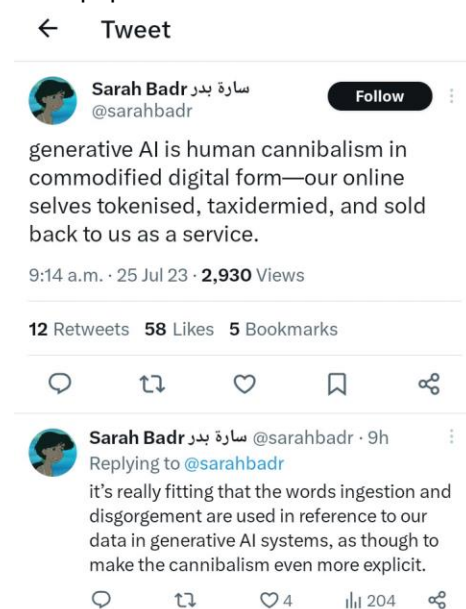 Tweet
Sarah Badr سارة بدر
@sarahbadr
Follow
generative AI is human cannibalism in
commodified digital form—our online
selves tokenised, taxidermied, and sold
back to us as a service.
9:14 a.m. · 25 Jul 23 · 2,930 Views
12 Retweets 58 Likes 5 Bookmarks
Sarah Badr سارة بدر @sarahbadr · 9h
Replying to @sarahbadr
it's really fitting that the words ingestion and
disgorgement are used in reference to our
data in generative AI systems, as though to
make the cannibalism even more explicit.
4 204